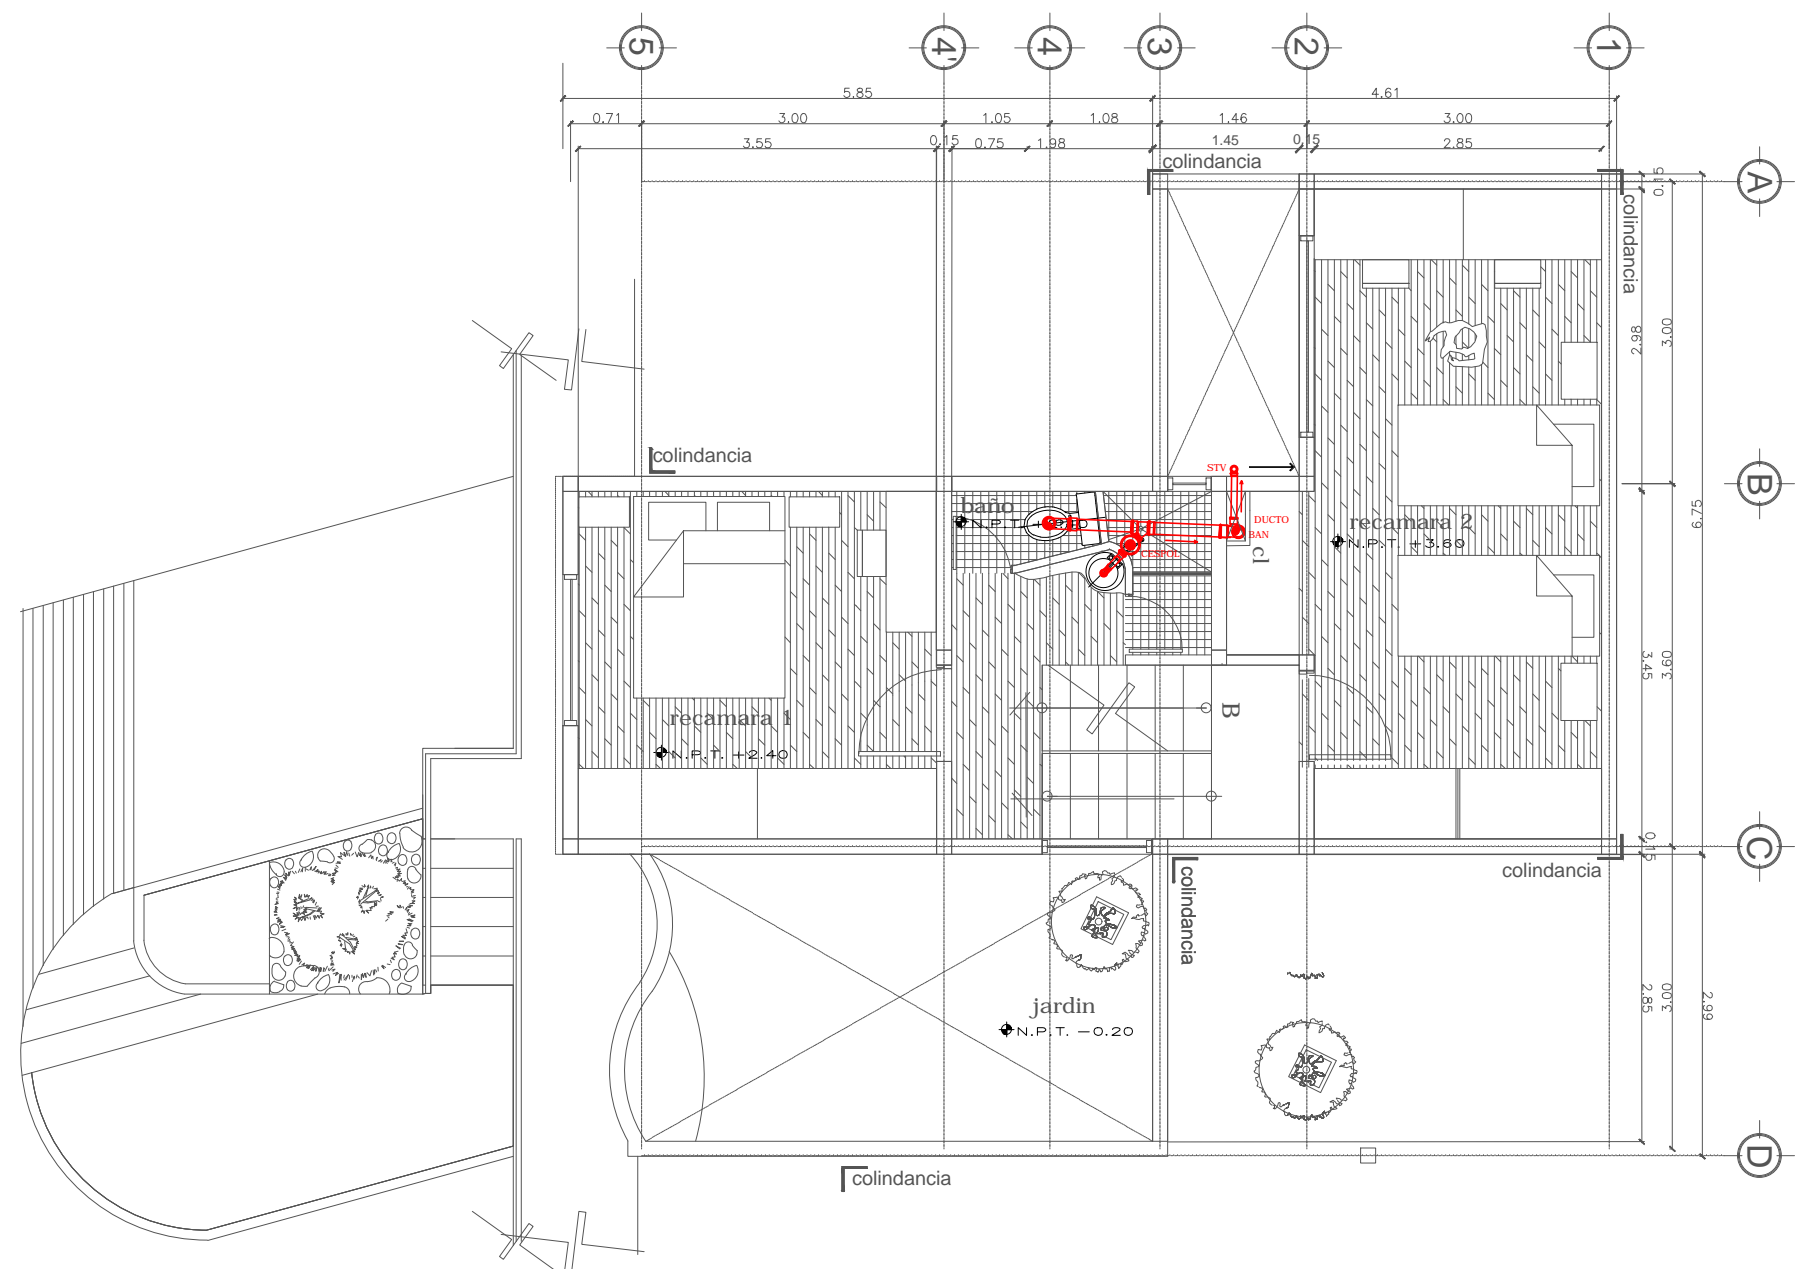 5
4'
4
3
2
1
5.85
4.61
0.71
3.00
1.05
1.08
1.46
3.00
3.55
0.15
0.75
1.98
1.45
0.15
2.85
colindancia
A
0.15
colindancia
3.00
2.98
colindancia
STV
B
6.75
baño
DUCTO
BAN
CESPOL
cl
recamara 2
N.P.T. +3.60
3.45
3.90
recamara 1
B
N.P.T. +2.40
0.15
C
colindancia
colindancia
jardin
N.P.T. -0.20
2.85
3.00
2.99
D
colindancia